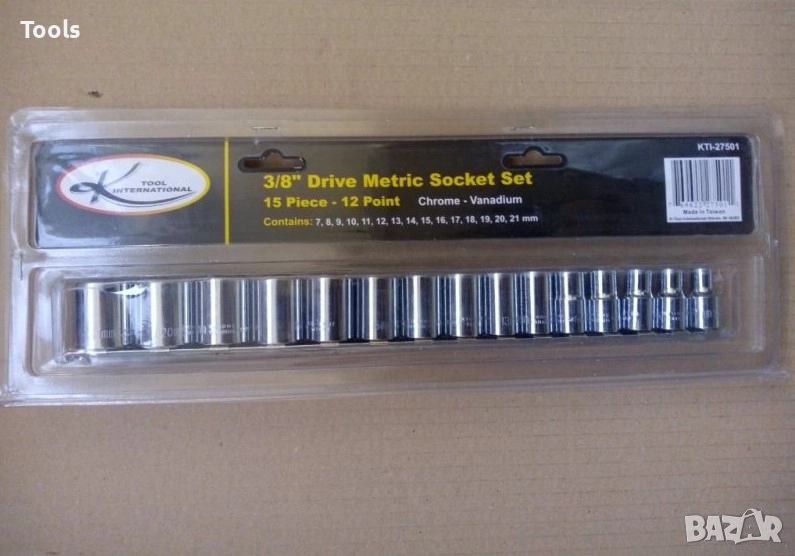 Tools
KTI-27501
TOOL
INTERNATIONAL
3/8" Drive Metric Socket Set
15 Piece - 12 Point Chrome - Vanadium
Contains: 7, 8, 9, 10, 11, 12, 13, 14, 15, 16, 17, 18, 19, 20, 21 mm
Made in Taiwan
BAZAR